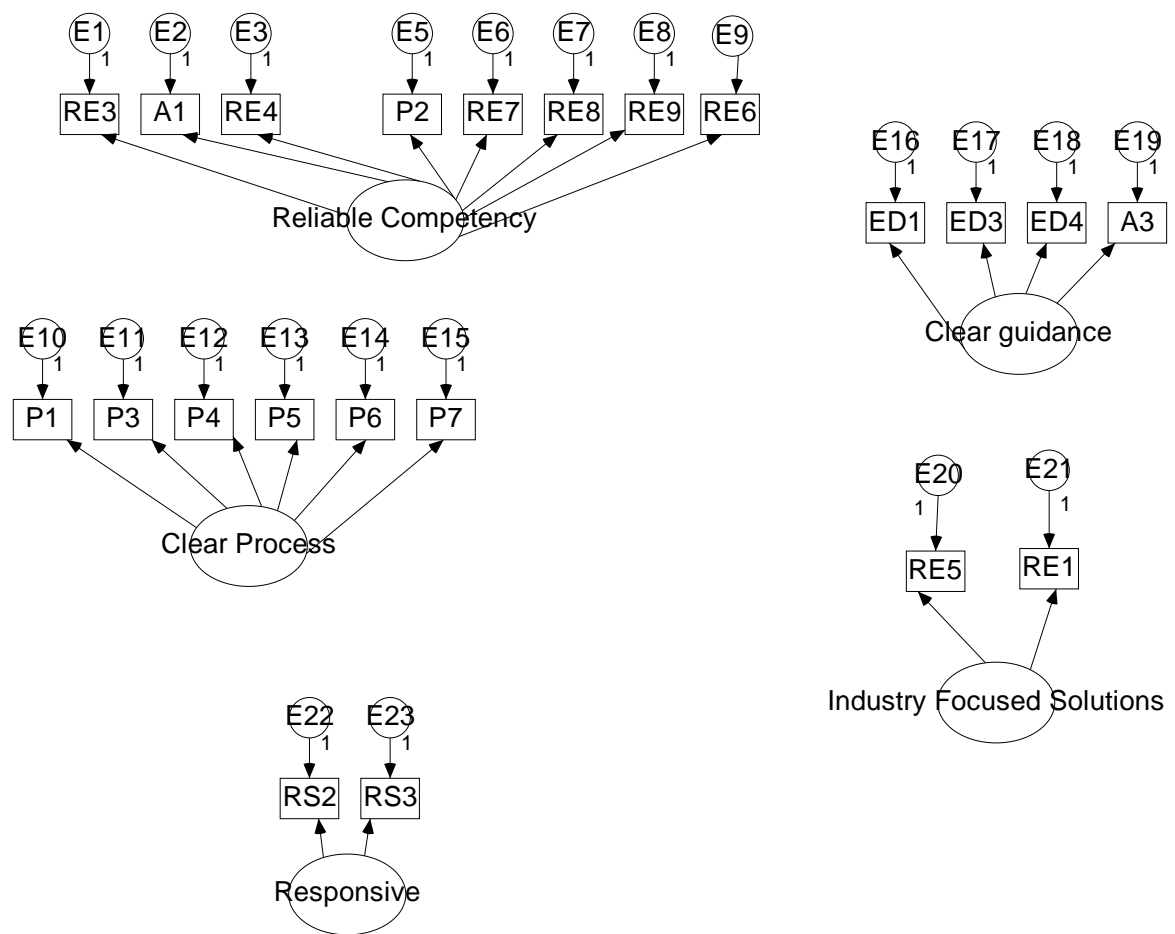 E1 E2 E3 E5 E6 E7 E8 E9
1 1 1 1 1 1 1
RE3 A1 RE4 P2 RE7 RE8 RE9 RE6
Reliable Competency
E16 E17 E18 E19
1 1 1 1
ED1 ED3 ED4 A3
Clear guidance
E10 E11 E12 E13 E14 E15
1 1 1 1 1 1
P1 P3 P4 P5 P6 P7
Clear Process
E20 E21
1 1
RE5 RE1
Industry Focused Solutions
E22 E23
1 1
RS2 RS3
Responsive